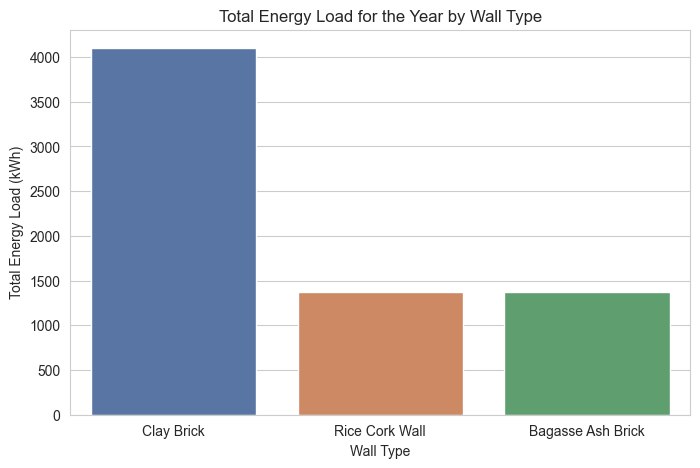 Total Energy Load for the Year by Wall Type
Total Energy Load (kWh)
4000
3500
3000
2500
2000
1500
1000
500
0
Clay Brick
Rice Cork Wall
Bagasse Ash Brick
Wall Type